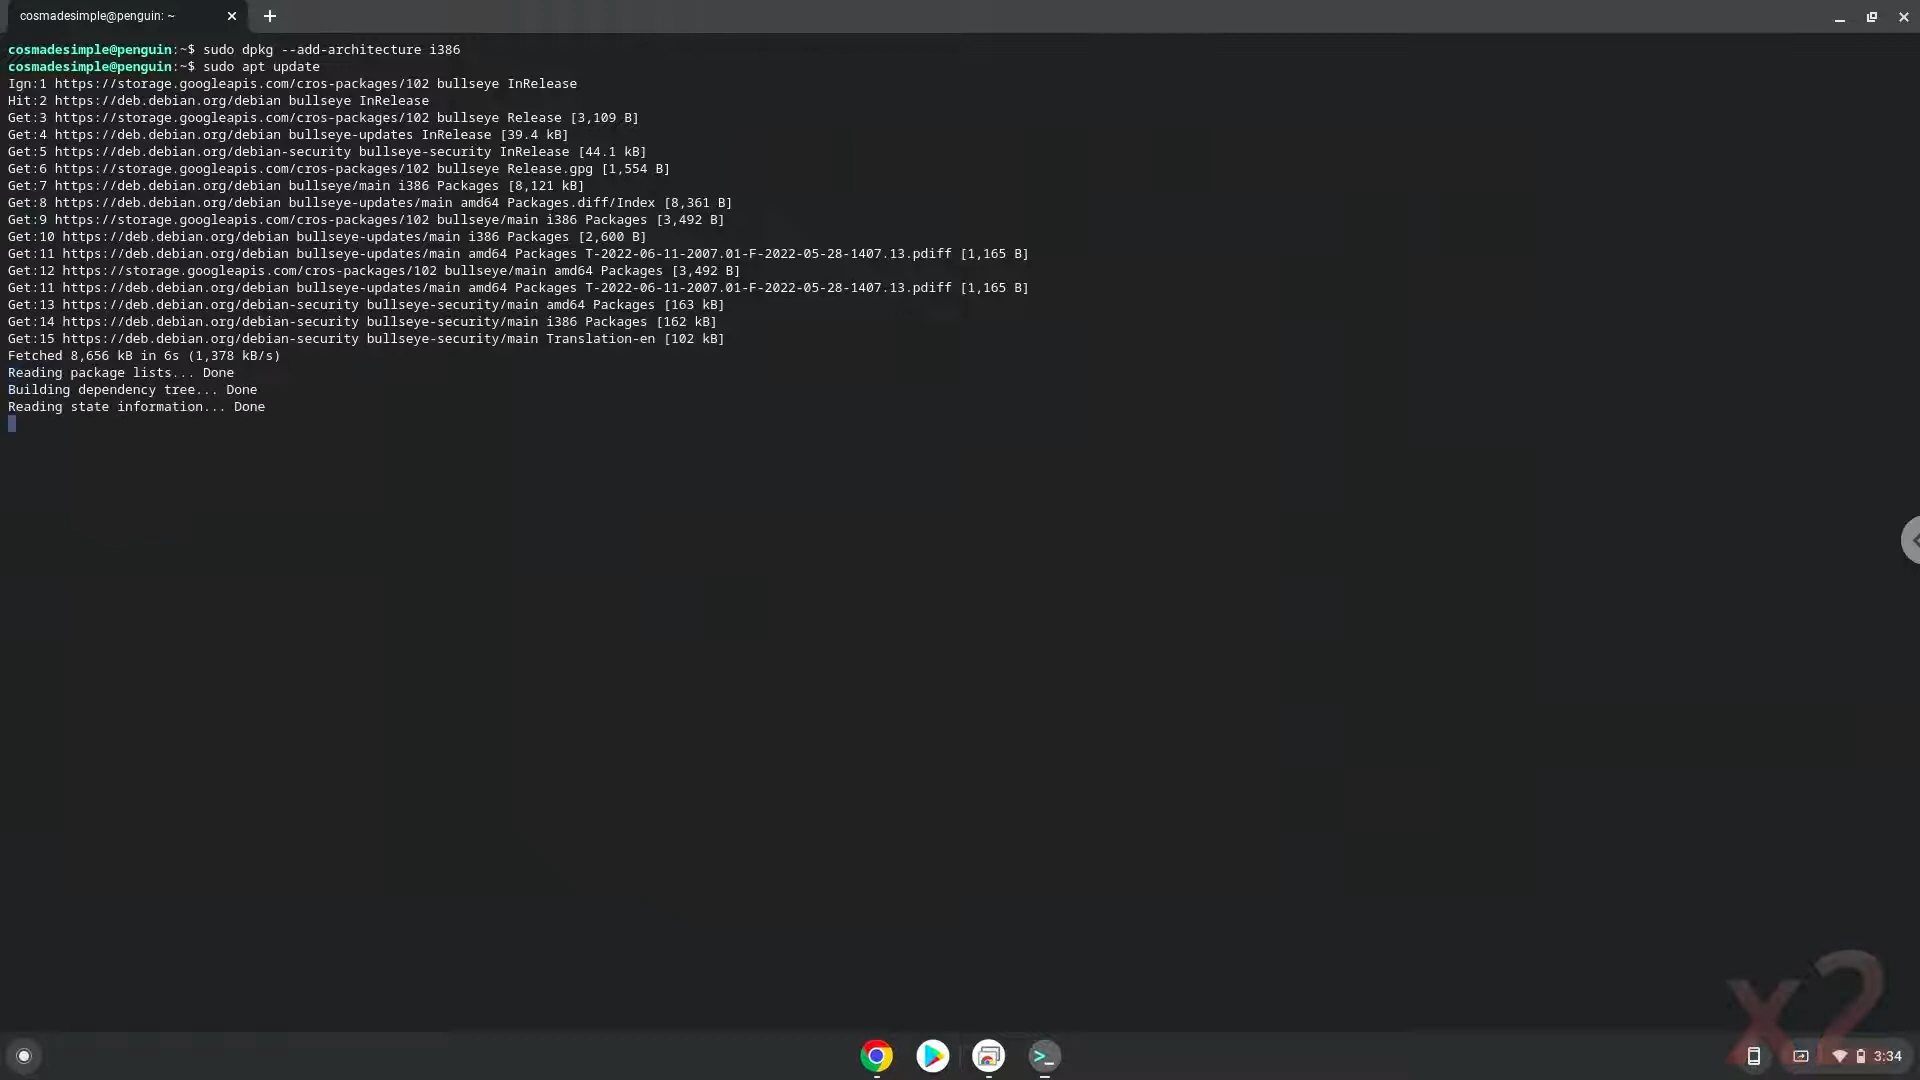 cosmadesimple@penguin: ~
cosmadesimple@penguin:~$ sudo dpkg --add-architecture i386
cosmadesimple@penguin:~$ sudo apt update
Ign:1 https://storage.googleapis.com/cros-packages/102 bullseye InRelease
Hit:2 https://deb.debian.org/debian bullseye InRelease
Get:3 https://storage.googleapis.com/cros-packages/102 bullseye Release [3,109 B]
Get:4 https://deb.debian.org/debian bullseye-updates InRelease [39.4 kB]
Get:5 https://deb.debian.org/debian-security bullseye-security InRelease [44.1 kB]
Get:6 https://storage.googleapis.com/cros-packages/102 bullseye Release.gpg [1,554 B]
Get:7 https://deb.debian.org/debian bullseye/main i386 Packages [8,121 kB]
Get:8 https://deb.debian.org/debian bullseye-updates/main amd64 Packages.diff/Index [8,361 B]
Get:9 https://storage.googleapis.com/cros-packages/102 bullseye/main i386 Packages [3,492 B]
Get:10 https://deb.debian.org/debian bullseye-updates/main i386 Packages [2,600 B]
Get:11 https://deb.debian.org/debian bullseye-updates/main amd64 Packages T-2022-06-11-2007.01-F-2022-05-28-1407.13.pdiff [1,165 B]
Get:12 https://storage.googleapis.com/cros-packages/102 bullseye/main amd64 Packages [3,492 B]
Get:11 https://deb.debian.org/debian bullseye-updates/main amd64 Packages T-2022-06-11-2007.01-F-2022-05-28-1407.13.pdiff [1,165 B]
Get:13 https://deb.debian.org/debian-security bullseye-security/main amd64 Packages [163 kB]
Get:14 https://deb.debian.org/debian-security bullseye-security/main i386 Packages [162 kB]
Get:15 https://deb.debian.org/debian-security bullseye-security/main Translation-en [102 kB]
Fetched 8,656 kB in 6s (1,378 kB/s)
Reading package lists... Done
Building dependency tree... Done
Reading state information... Done
x2
3:34